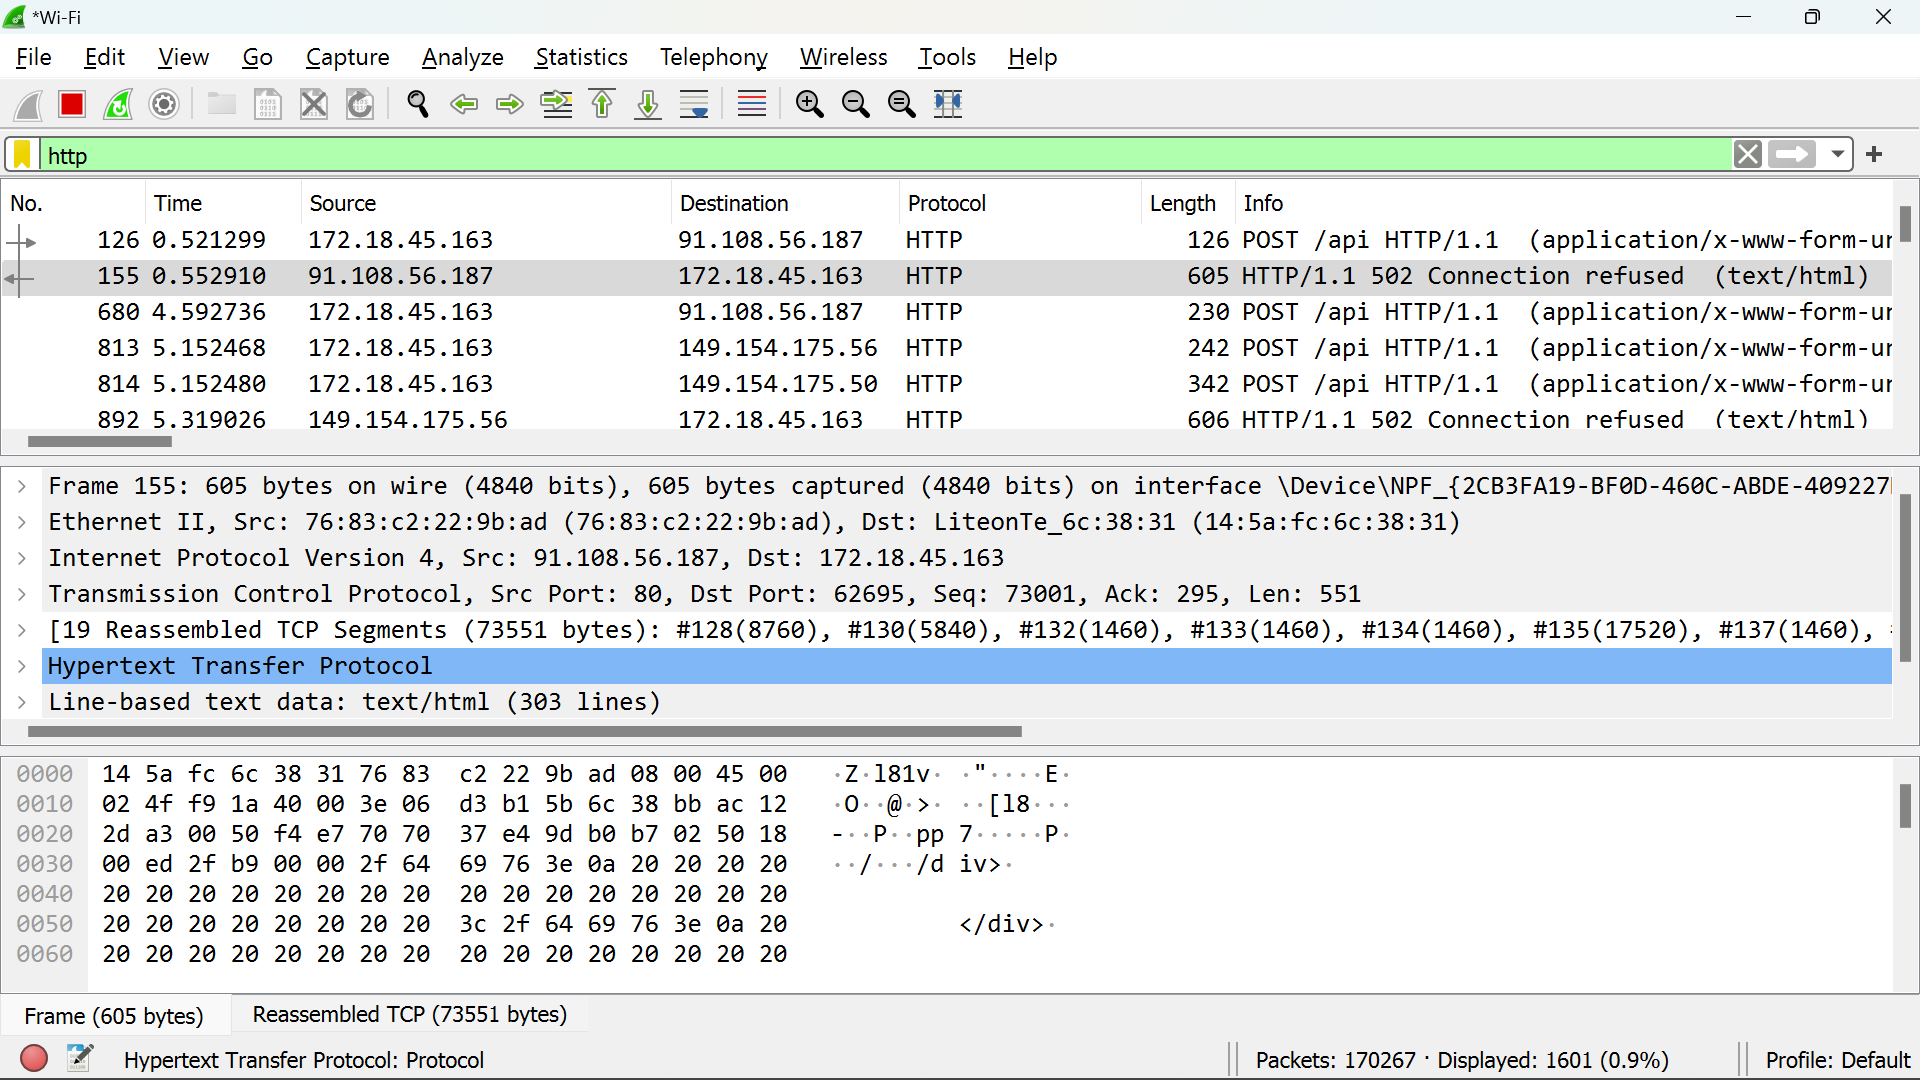 *Wi-Fi
File Edit View Go Capture Analyze Statistics Telephony Wireless Tools Help
http
No. Time Source Destination Protocol Length Info
126 0.521299 172.18.45.163 91.108.56.187 HTTP 126 POST /api HTTP/1.1 (application/x-www-form-ur
155 0.552910 91.108.56.187 172.18.45.163 HTTP 605 HTTP/1.1 502 Connection refused (text/html)
680 4.592736 172.18.45.163 91.108.56.187 HTTP 230 POST /api HTTP/1.1 (application/x-www-form-ur
813 5.152468 172.18.45.163 149.154.175.56 HTTP 242 POST /api HTTP/1.1 (application/x-www-form-ur
814 5.152480 172.18.45.163 149.154.175.50 HTTP 342 POST /api HTTP/1.1 (application/x-www-form-ur
892 5.319026 149.154.175.56 172.18.45.163 HTTP 606 HTTP/1.1 502 Connection refused (text/html)
Frame 155: 605 bytes on wire (4840 bits), 605 bytes captured (4840 bits) on interface \Device\NPF_{2CB3FA19-BF0D-460C-ABDE-409227
Ethernet II, Src: 76:83:c2:22:9b:ad (76:83:c2:22:9b:ad), Dst: LiteonTe_6c:38:31 (14:5a:fc:6c:38:31)
Internet Protocol Version 4, Src: 91.108.56.187, Dst: 172.18.45.163
Transmission Control Protocol, Src Port: 80, Dst Port: 62695, Seq: 73001, Ack: 295, Len: 551
[19 Reassembled TCP Segments (73551 bytes): #128(8760), #130(5840), #132(1460), #133(1460), #134(1460), #135(17520), #137(1460),
Hypertext Transfer Protocol
Line-based text data: text/html (303 lines)
0000 14 5a fc 6c 38 31 76 83 c2 22 9b ad 08 00 45 00 ·Z·l81v· ·"····E·
0010 02 4f f9 1a 40 00 3e 06 d3 b1 5b 6c 38 bb ac 12 ·O··@·>· ··[l8···
0020 2d a3 00 50 f4 e7 70 70 37 e4 9d b0 b7 02 50 18 -··P··pp 7·····P·
0030 00 ed 2f b9 00 00 2f 64 69 76 3e 0a 20 20 20 20 ··/···/d iv>·
0040 20 20 20 20 20 20 20 20 20 20 20 20 20 20 20 20
0050 20 20 20 20 20 20 20 20 3c 2f 64 69 76 3e 0a 20 </div>·
0060 20 20 20 20 20 20 20 20 20 20 20 20 20 20 20 20
Frame (605 bytes) Reassembled TCP (73551 bytes)
Hypertext Transfer Protocol: Protocol Packets: 170267 · Displayed: 1601 (0.9%) Profile: Default